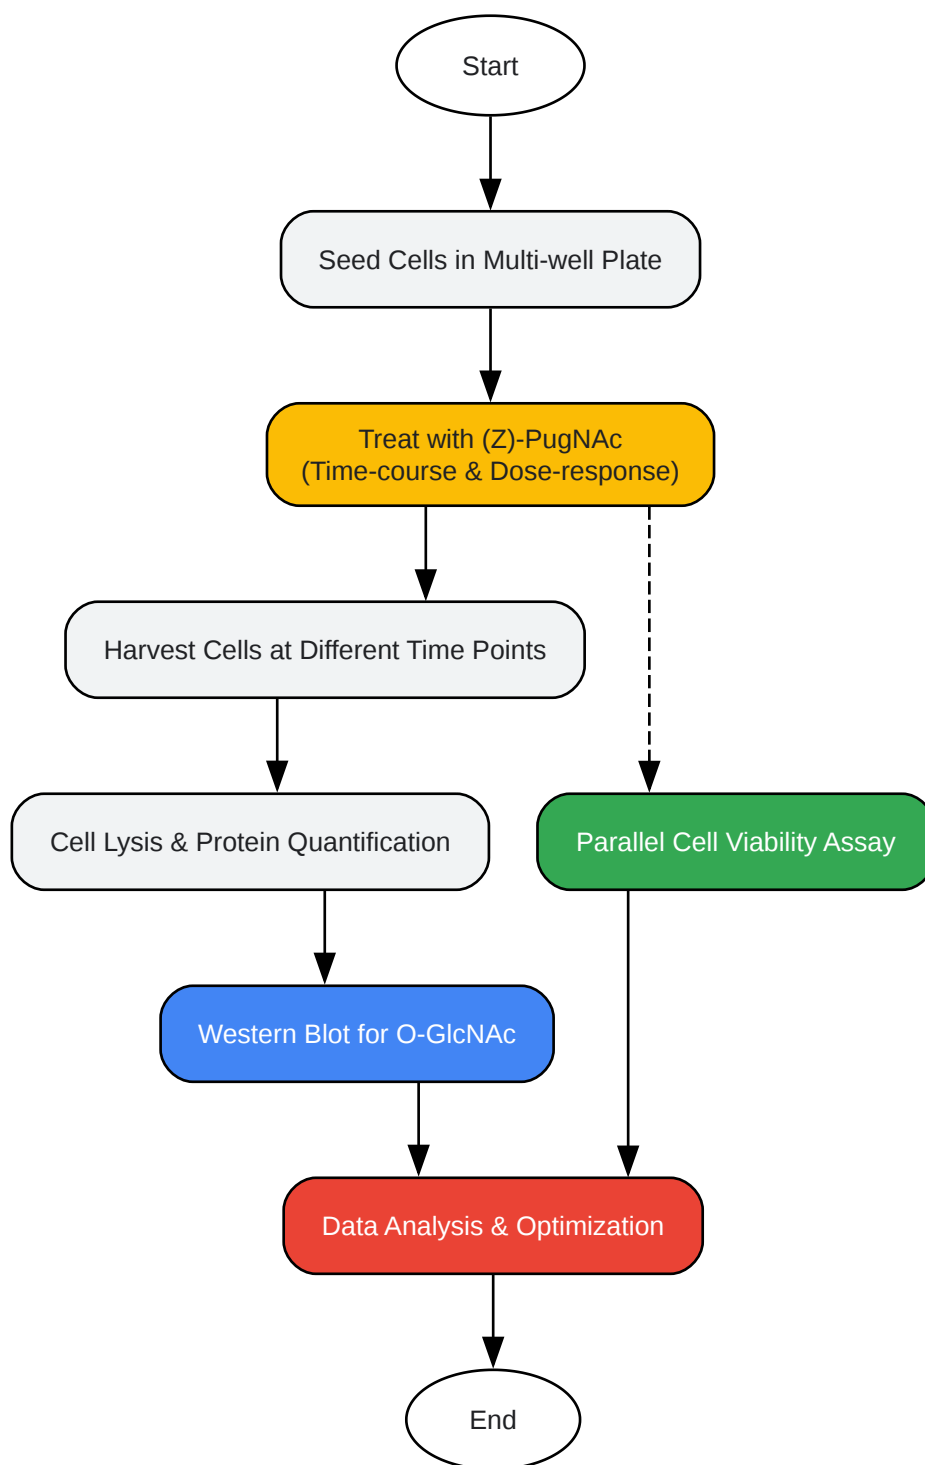 Start
Seed Cells in Multi-well Plate
Treat with (Z)-PugNAc
(Time-course & Dose-response)
Harvest Cells at Different Time Points
Cell Lysis & Protein Quantification
Parallel Cell Viability Assay
Western Blot for O-GlcNAc
Data Analysis & Optimization
End